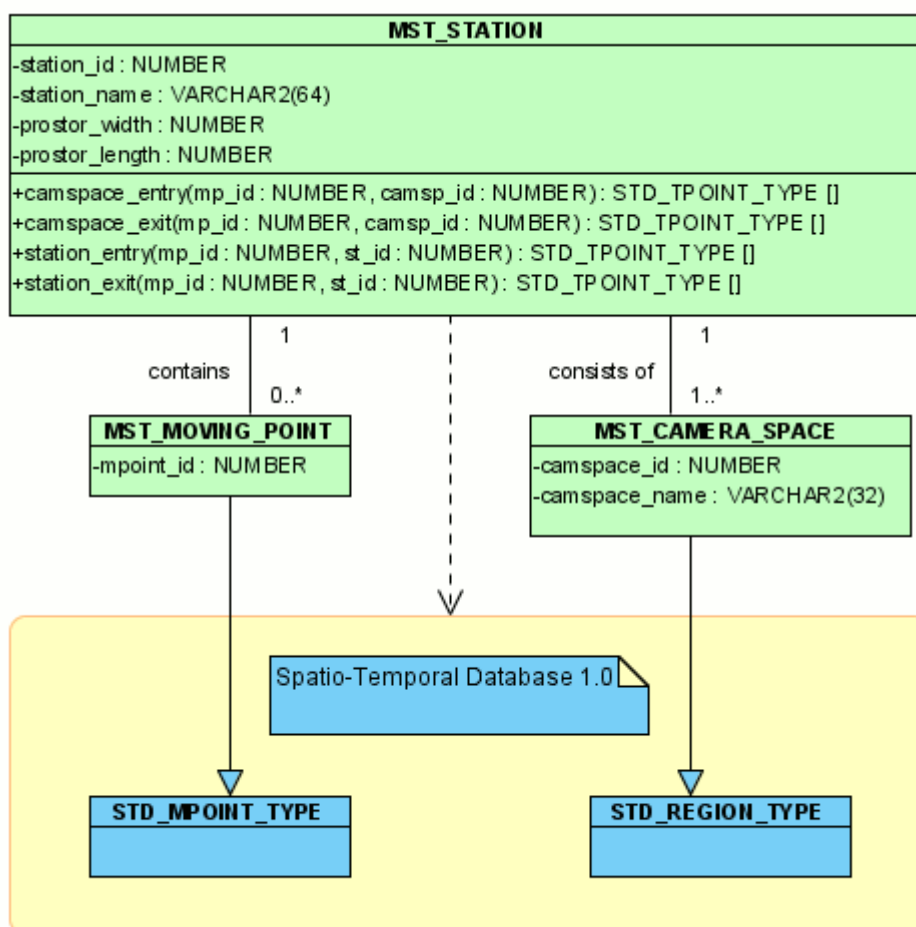 MST_STATION
-station_id : NUMBER
-station_name : VARCHAR2(64)
-prostor_width : NUMBER
-prostor_length : NUMBER
+camspace_entry(mp_id : NUMBER, camsp_id : NUMBER) : STD_TPOINT_TYPE []
+camspace_exit(mp_id : NUMBER, camsp_id : NUMBER) : STD_TPOINT_TYPE []
+station_entry(mp_id : NUMBER, st_id : NUMBER) : STD_TPOINT_TYPE []
+station_exit(mp_id : NUMBER, st_id : NUMBER) : STD_TPOINT_TYPE []
1
contains
0..*
1
consists of
1..*
MST_MOVING_POINT
-mpoint_id : NUMBER
MST_CAMERA_SPACE
-camspace_id : NUMBER
-camspace_name : VARCHAR2(32)
Spatio-Temporal Database 1.0
STD_MPOINT_TYPE
STD_REGION_TYPE